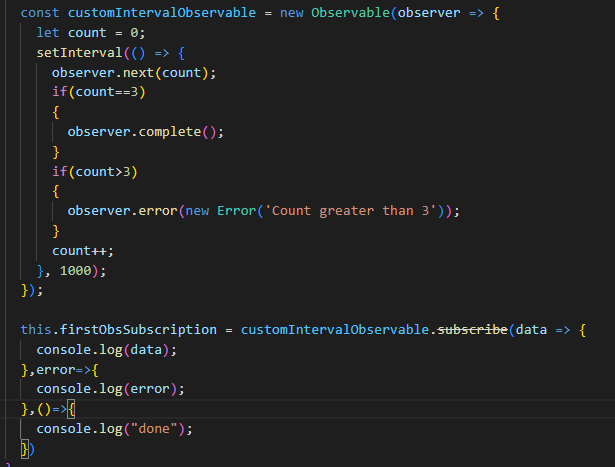 const customIntervalObservable = new Observable(observer => {
let count = 0;
setInterval(() => {
observer.next(count);
if(count==3)
{
observer.complete();
}
if(count>3)
{
observer.error(new Error('Count greater than 3'));
}
count++;
}, 1000);
});
this.firstObsSubscription = customIntervalObservable.subscribe(data => {
console.log(data);
},error=>{
console.log(error);
},()=>{
console.log("done");
})